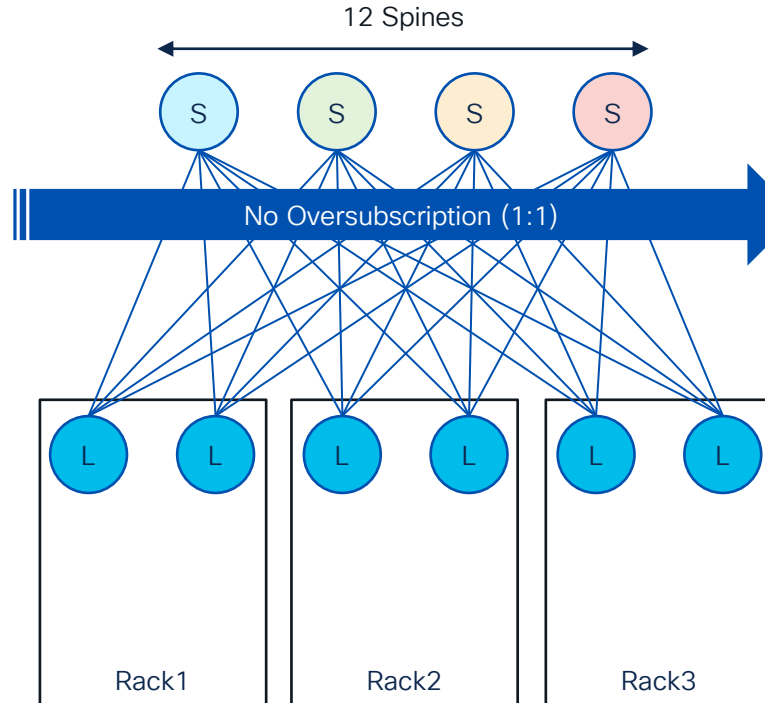 12 Spines
S S S S
No Oversubscription (1:1)
L L L L L L
Rack1 Rack2 Rack3